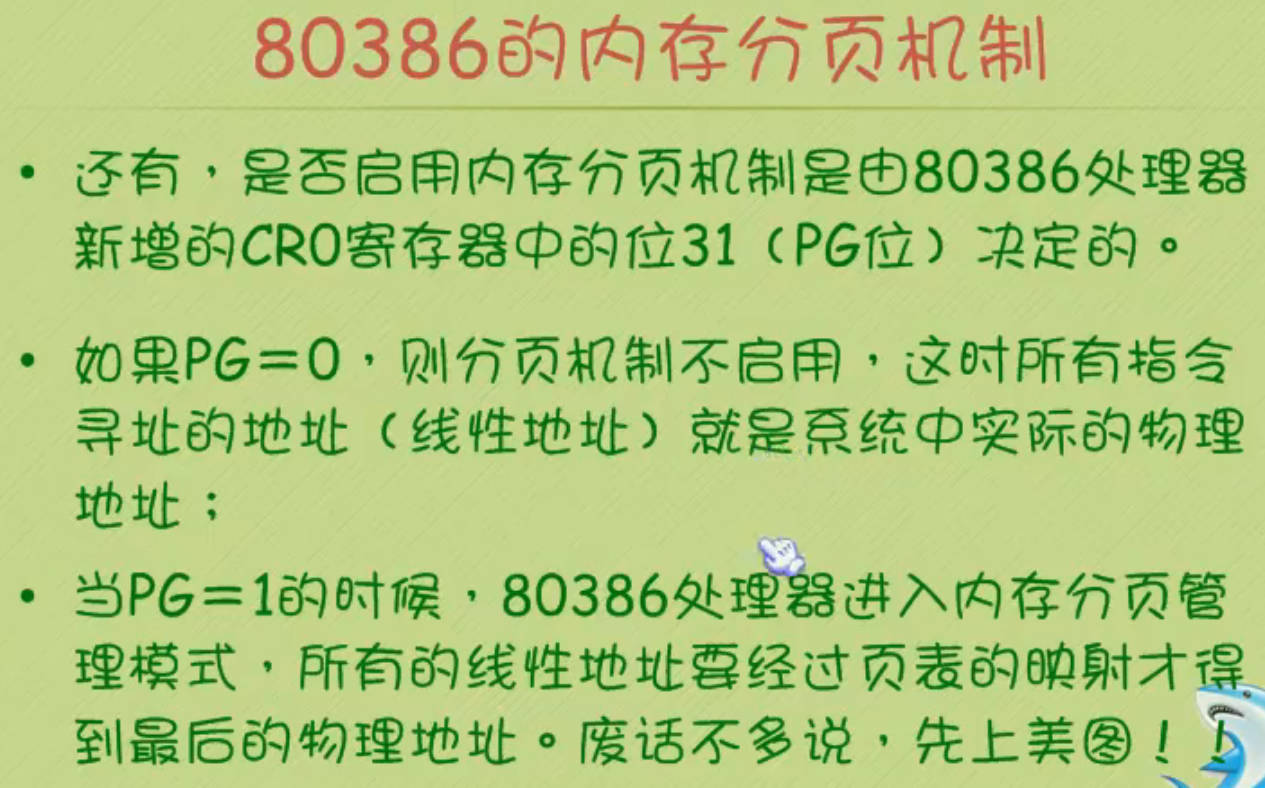 80386的内存分页机制
• 还有，是否启用内存分页机制是由80386处理器
新增的CR0寄存器中的位31（PG位）决定的。
• 如果PG=0，则分页机制不启用，这时所有指令
寻址的地址（线性地址）就是系统中实际的物理
地址；
• 当PG=1的时候，80386处理器进入内存分页管
理模式，所有的线性地址要经过页表的映射才得
到最后的物理地址。废话不多说，先上美图！！